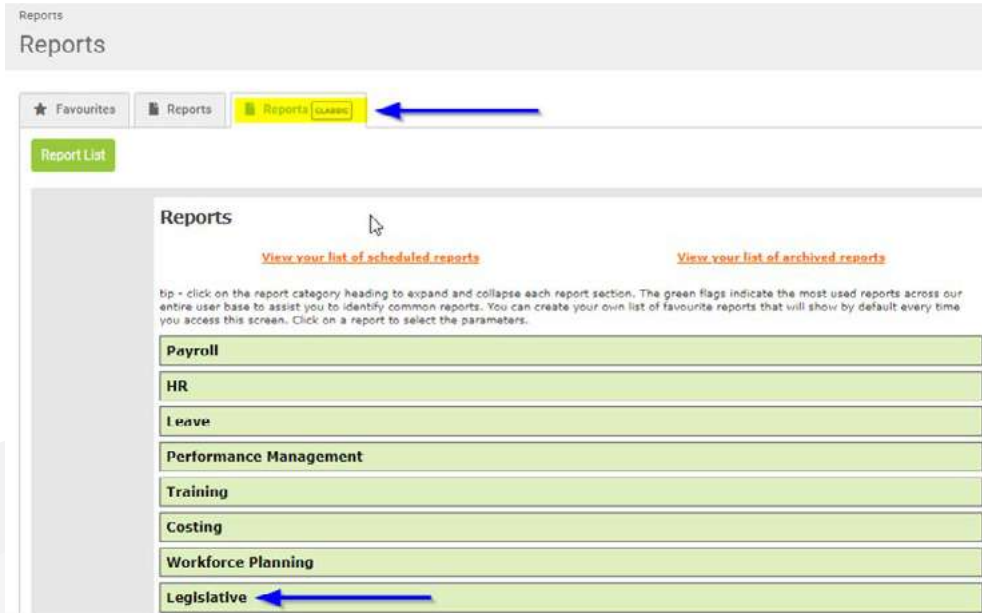 Reports
Reports
Favourites
Reports
Reports CLASSIC
Report List
Reports
View your list of scheduled reports
View your list of archived reports
tip - click on the report category heading to expand and collapse each report section. The green flags indicate the most used reports across our
entire user base to assist you to identify common reports. You can create your own list of favourite reports that will show by default every time
you access this screen. Click on a report to select the parameters.
Payroll
HR
Leave
Performance Management
Training
Costing
Workforce Planning
Legislative